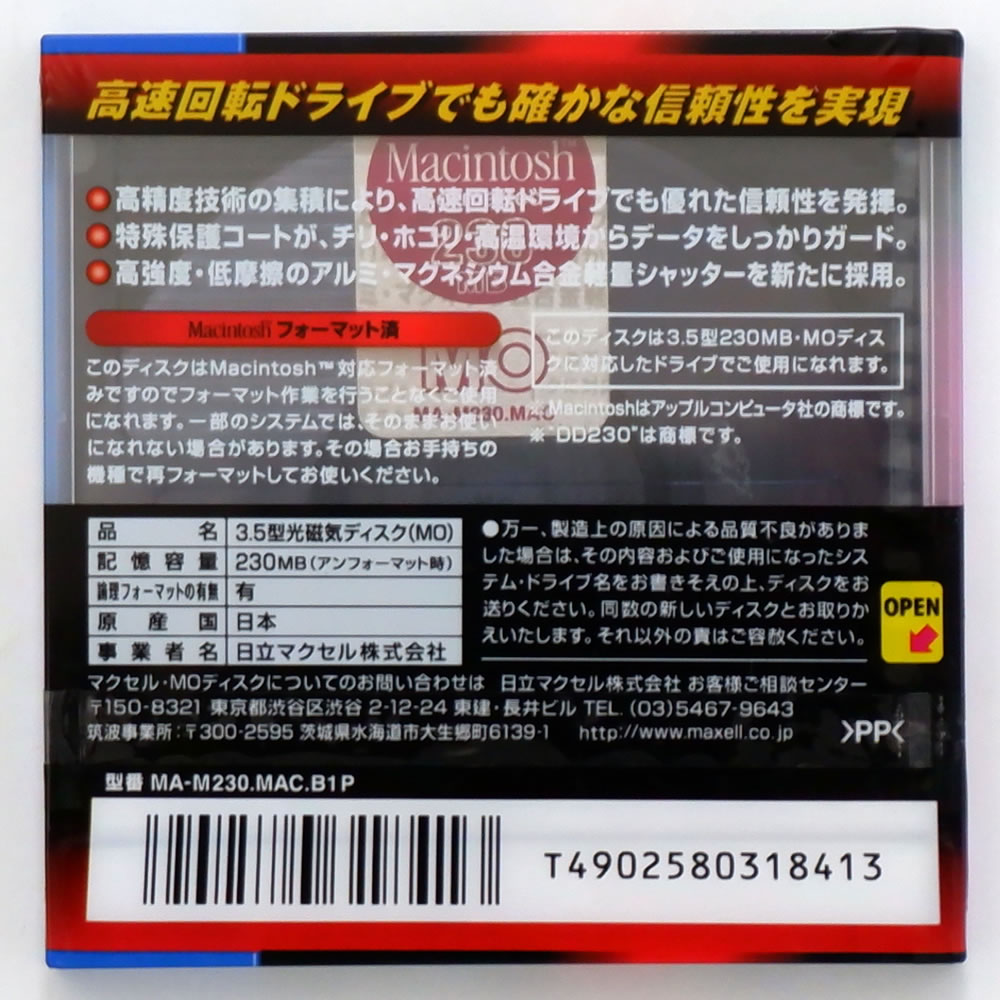 高速回転ドライブでも確かな信頼性を実現
Macintosh™
230
MB
MO
MA-M230.MAC
●高精度技術の集積により、高速回転ドライブでも優れた信頼性を発揮。
●特殊保護コートが、チリ・ホコリ・高温環境からデータをしっかりガード。
●高強度・低摩擦のアルミ・マグネシウム合金軽量シャッターを新たに採用。
Macintosh フォーマット済
このディスクはMacintosh™対応フォーマット済
みですのでフォーマット作業を行うことなくご使用
になれます。一部のシステムでは、そのままお使い
になれない場合があります。その場合お手持ちの
機種で再フォーマットしてお使いください。
このディスクは3.5型230MB・MOディス
クに対応したドライブでご使用になれます。
※Macintoshはアップルコンピュータ社の商標です。
※"DD230"は商標です。
品名 3.5型光磁気ディスク(MO)
記憶容量 230MB(アンフォーマット時)
論理フォーマットの有無 有
原産国 日本
事業者名 日立マクセル株式会社
●万一、製造上の原因による品質不良がありま
した場合は、その内容およびご使用になったシス
テム・ドライブ名をお書きそえの上、ディスクをお
送りください。同数の新しいディスクとお取りか
えいたします。それ以外の責はご容赦ください。
OPEN
マクセル・MOディスクについてのお問い合わせは 日立マクセル株式会社 お客様ご相談センター
〒150-8321 東京都渋谷区渋谷 2-12-24 東建・長井ビル TEL. (03)5467-9643
筑波事業所:〒300-2595 茨城県水海道市大生郷町6139-1 http://www.maxell.co.jp
>PP<
型番 MA-M230.MAC.B1P
T4902580318413